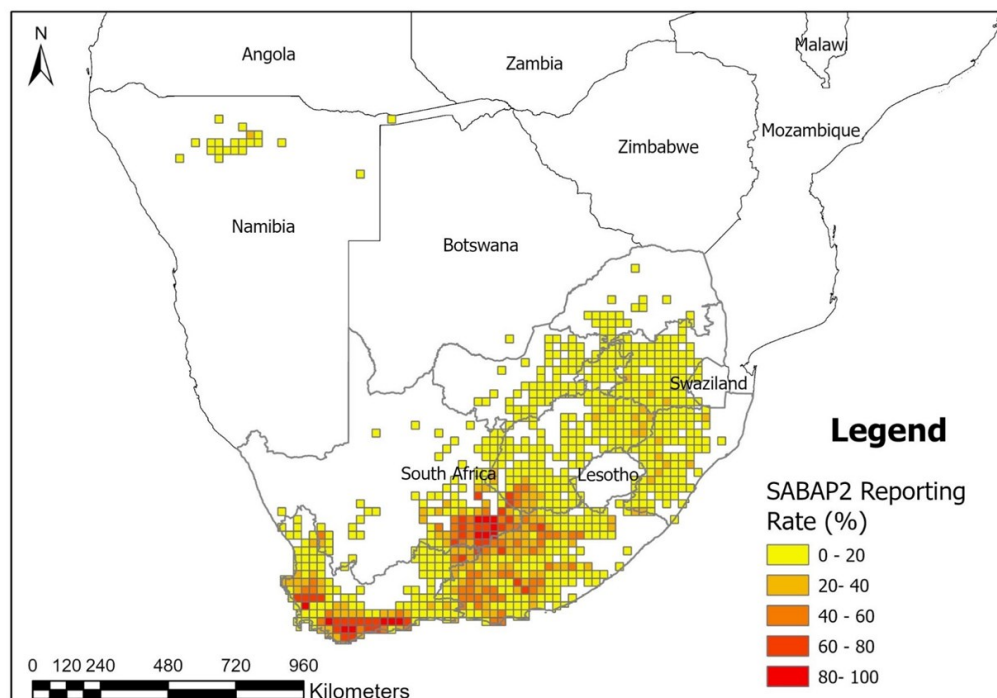 N
Angola
Zambia
Malawi
Mozambique
Zimbabwe
Namibia
Botswana
Swaziland
South Africa
Lesotho
Legend
SABAP2 Reporting
Rate (%)
0 - 20
20- 40
40 - 60
60 - 80
80- 100
0 120 240 480 720 960
Kilometers